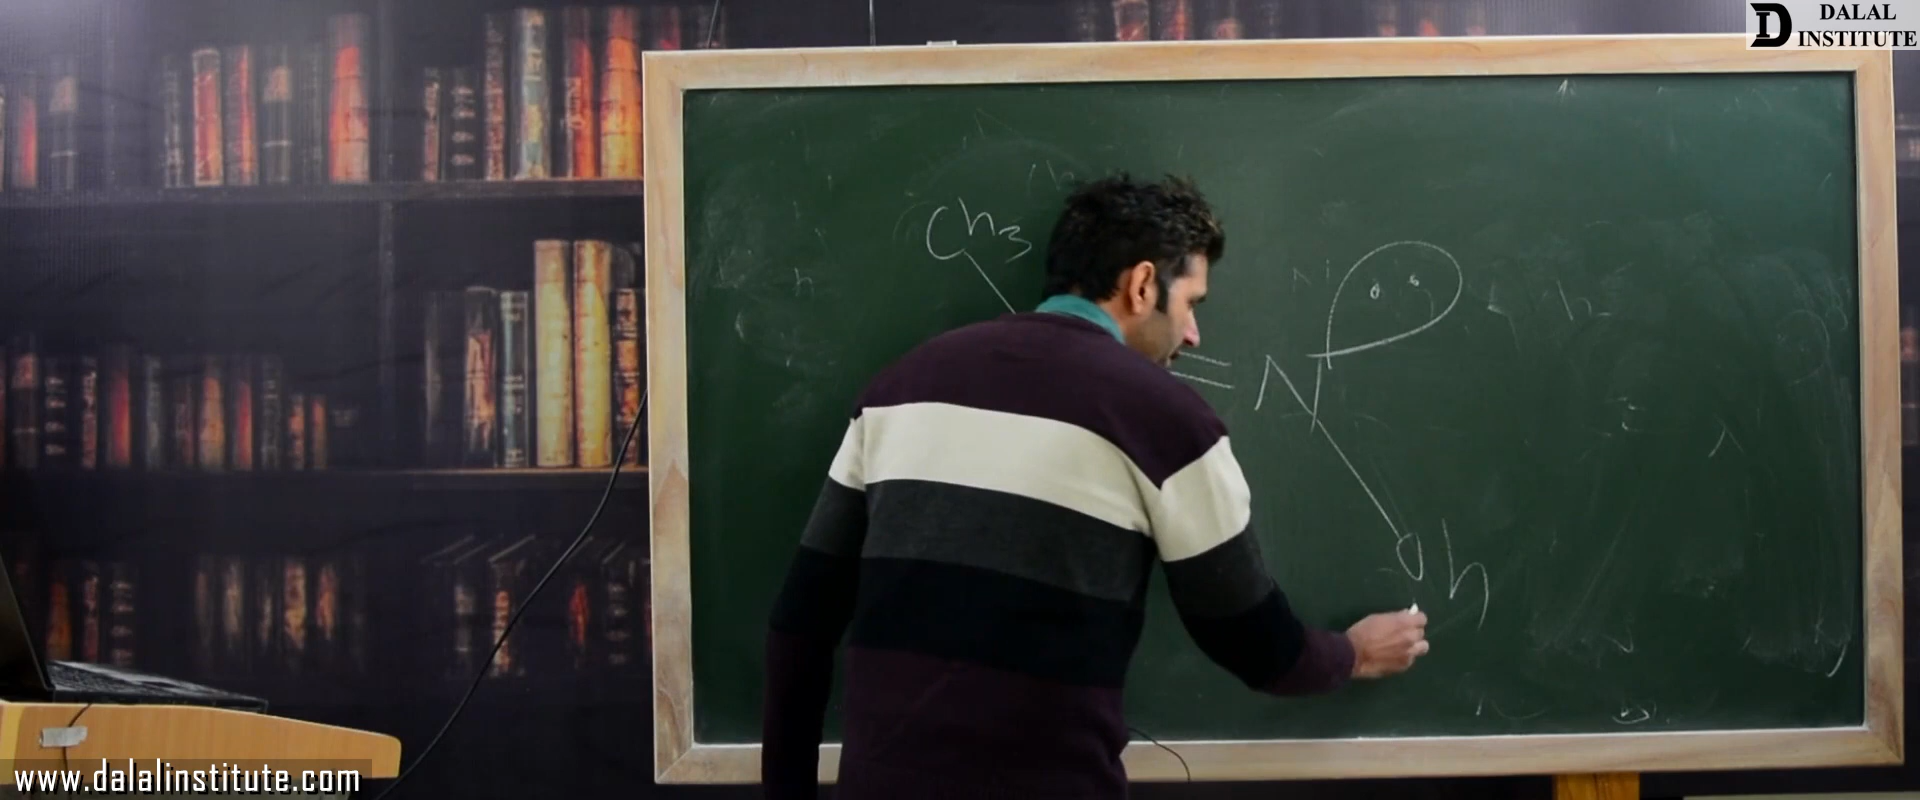 DALAL
INSTITUTE
CH3
= N
OH
www.dalalinstitute.com